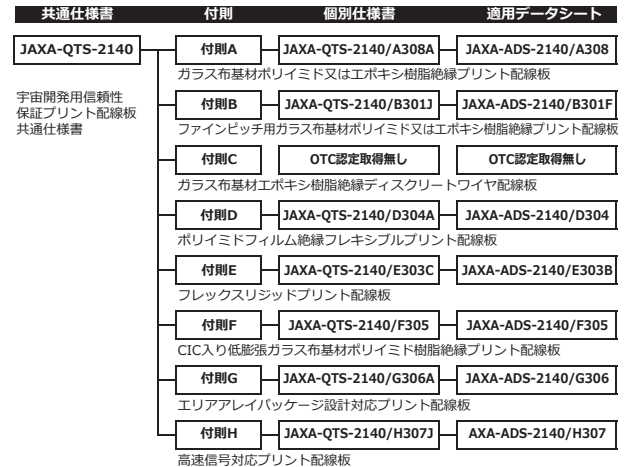 共通仕様書 付則 個別仕様書 適用データシート
JAXA-QTS-2140 付則A JAXA-QTS-2140/A308A JAXA-ADS-2140/A308
ガラス布基材ポリイミド又はエポキシ樹脂絶縁プリント配線板
宇宙開発用信頼性
保証プリント配線板
共通仕様書
付則B JAXA-QTS-2140/B301J JAXA-ADS-2140/B301F
ファインピッチ用ガラス布基材ポリイミド又はエポキシ樹脂絶縁プリント配線板
付則C OTC認定取得無し OTC認定取得無し
ガラス布基材エポキシ樹脂絶縁ディスクリートワイヤ配線板
付則D JAXA-QTS-2140/D304A JAXA-ADS-2140/D304
ポリイミドフィルム絶縁フレキシブルプリント配線板
付則E JAXA-QTS-2140/E303C AXA-ADS-2140/E303B
フレックスリジッドプリント配線板
付則F JAXA-QTS-2140/F305 JAXA-ADS-2140/F305
CIC入り低膨張ガラス布基材ポリイミド樹脂絶縁プリント配線板
付則G JAXA-QTS-2140/G306A JAXA-ADS-2140/G306
エリアアレイパッケージ設計対応プリント配線板
付則H JAXA-QTS-2140/H307J AXA-ADS-2140/H307
高速信号対応プリント配線板